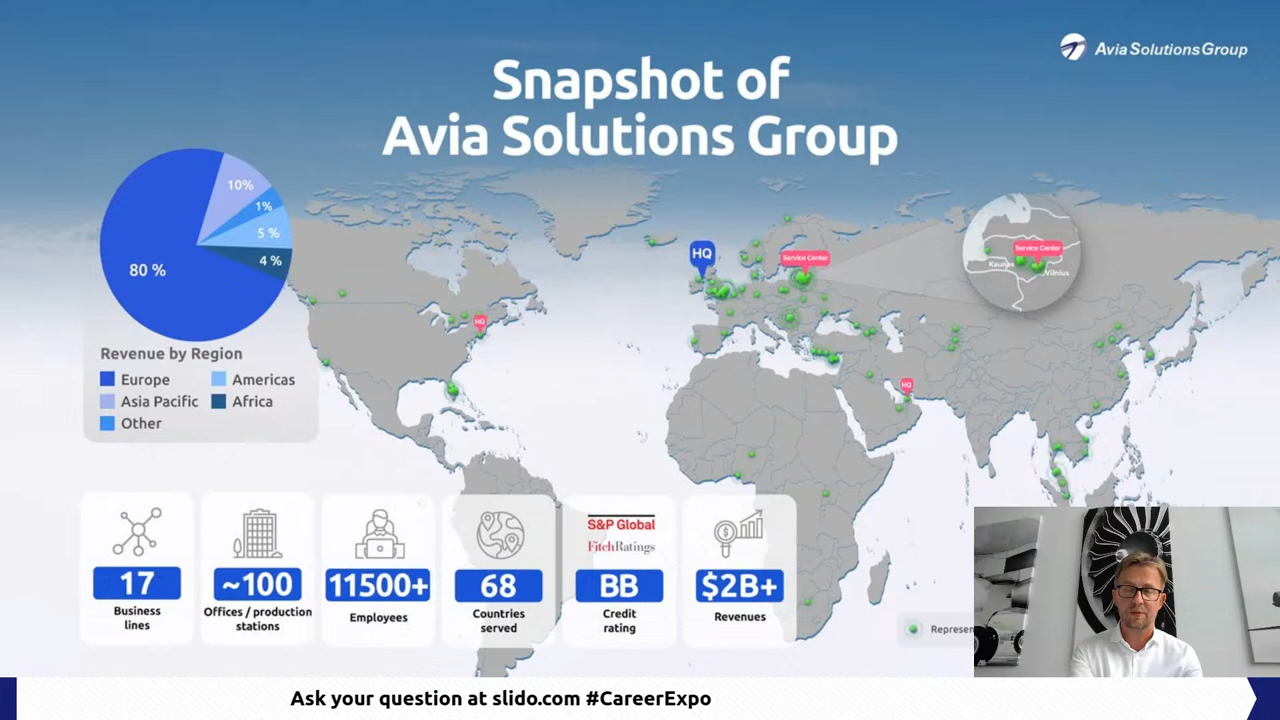 Avia Solutions Group
Snapshot of
Avia Solutions Group
10%
1%
5 %
4 %
80 %
Revenue by Region
Europe
Americas
Asia Pacific
Africa
Other
HQ
Service Center
HQ
HQ
Service Center
Kaunas
Vilnius
17
Business
lines
~100
Offices / production
stations
11500+
Employees
68
Countries
served
S&P Global
FitchRatings
BB
Credit
rating
$2B+
Revenues
Represen
Ask your question at slido.com #CareerExpo